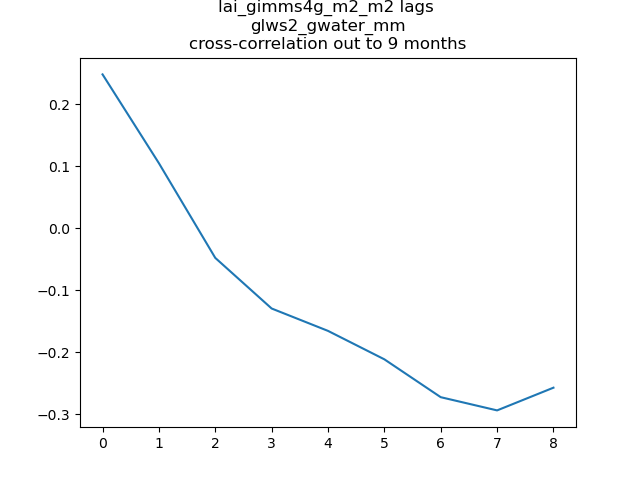 lai_gimms4g_m2_m2 lags
glws2_gwater_mm
cross-correlation out to 9 months
0.2
0.1
0.0
−0.1
−0.2
−0.3
0 1 2 3 4 5 6 7 8